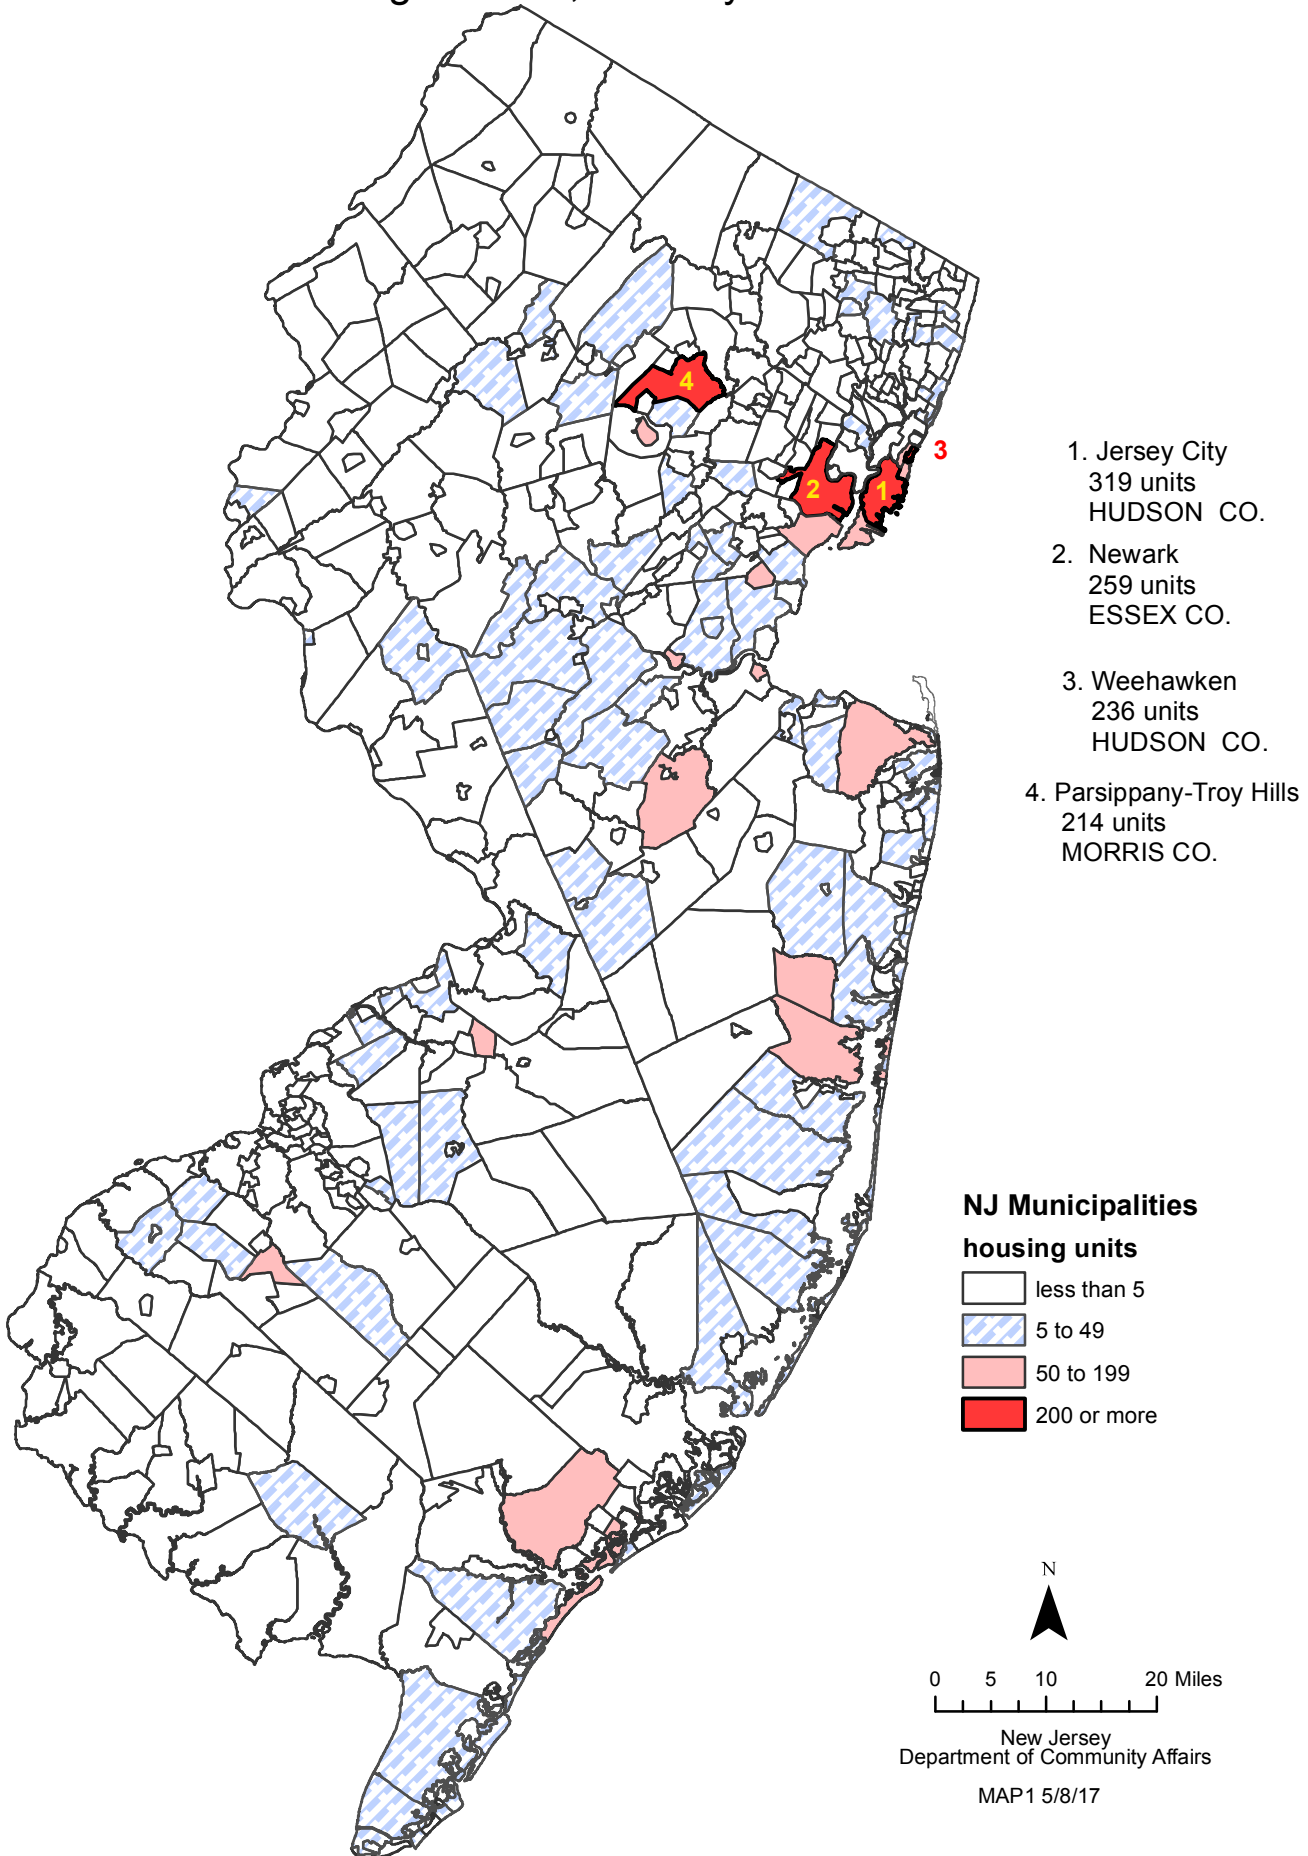 1. Jersey City
319 units
HUDSON CO.
2. Newark
259 units
ESSEX CO.
3. Weehawken
236 units
HUDSON CO.
4. Parsippany-Troy Hills
214 units
MORRIS CO.
4
3
2
1
NJ Municipalities
housing units
less than 5
5 to 49
50 to 199
200 or more
N
0 5 10 20 Miles
New Jersey
Department of Community Affairs
MAP1 5/8/17